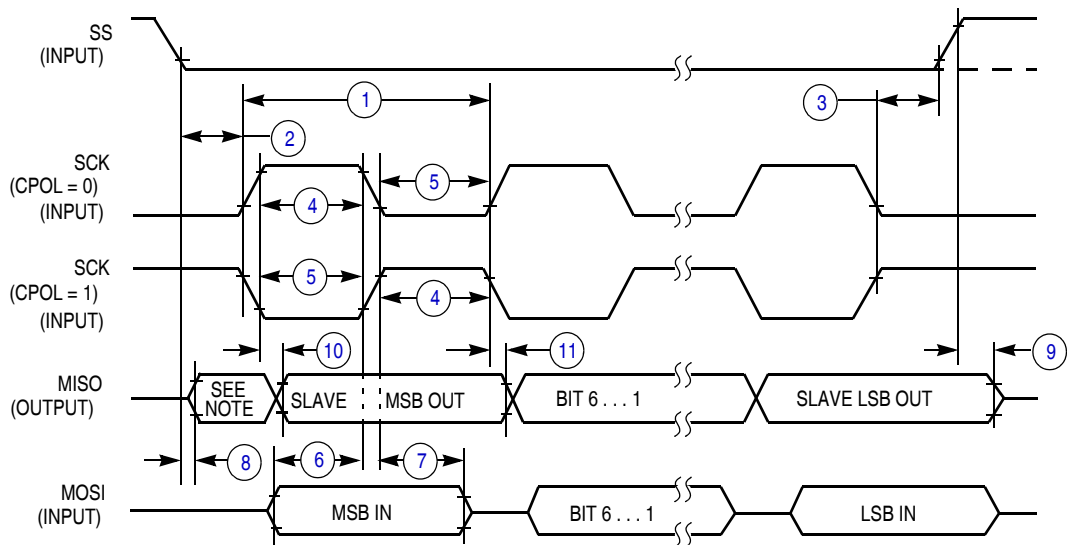 SS
(INPUT)
1
3
2
SCK
(CPOL = 0)
(INPUT)
5
4
SCK
(CPOL = 1)
(INPUT)
5
4
10
11
9
MISO
(OUTPUT)
SEE
NOTE
SLAVE
MSB OUT
BIT 6 . . . 1
SLAVE LSB OUT
8
6
7
MOSI
(INPUT)
MSB IN
BIT 6 . . . 1
LSB IN